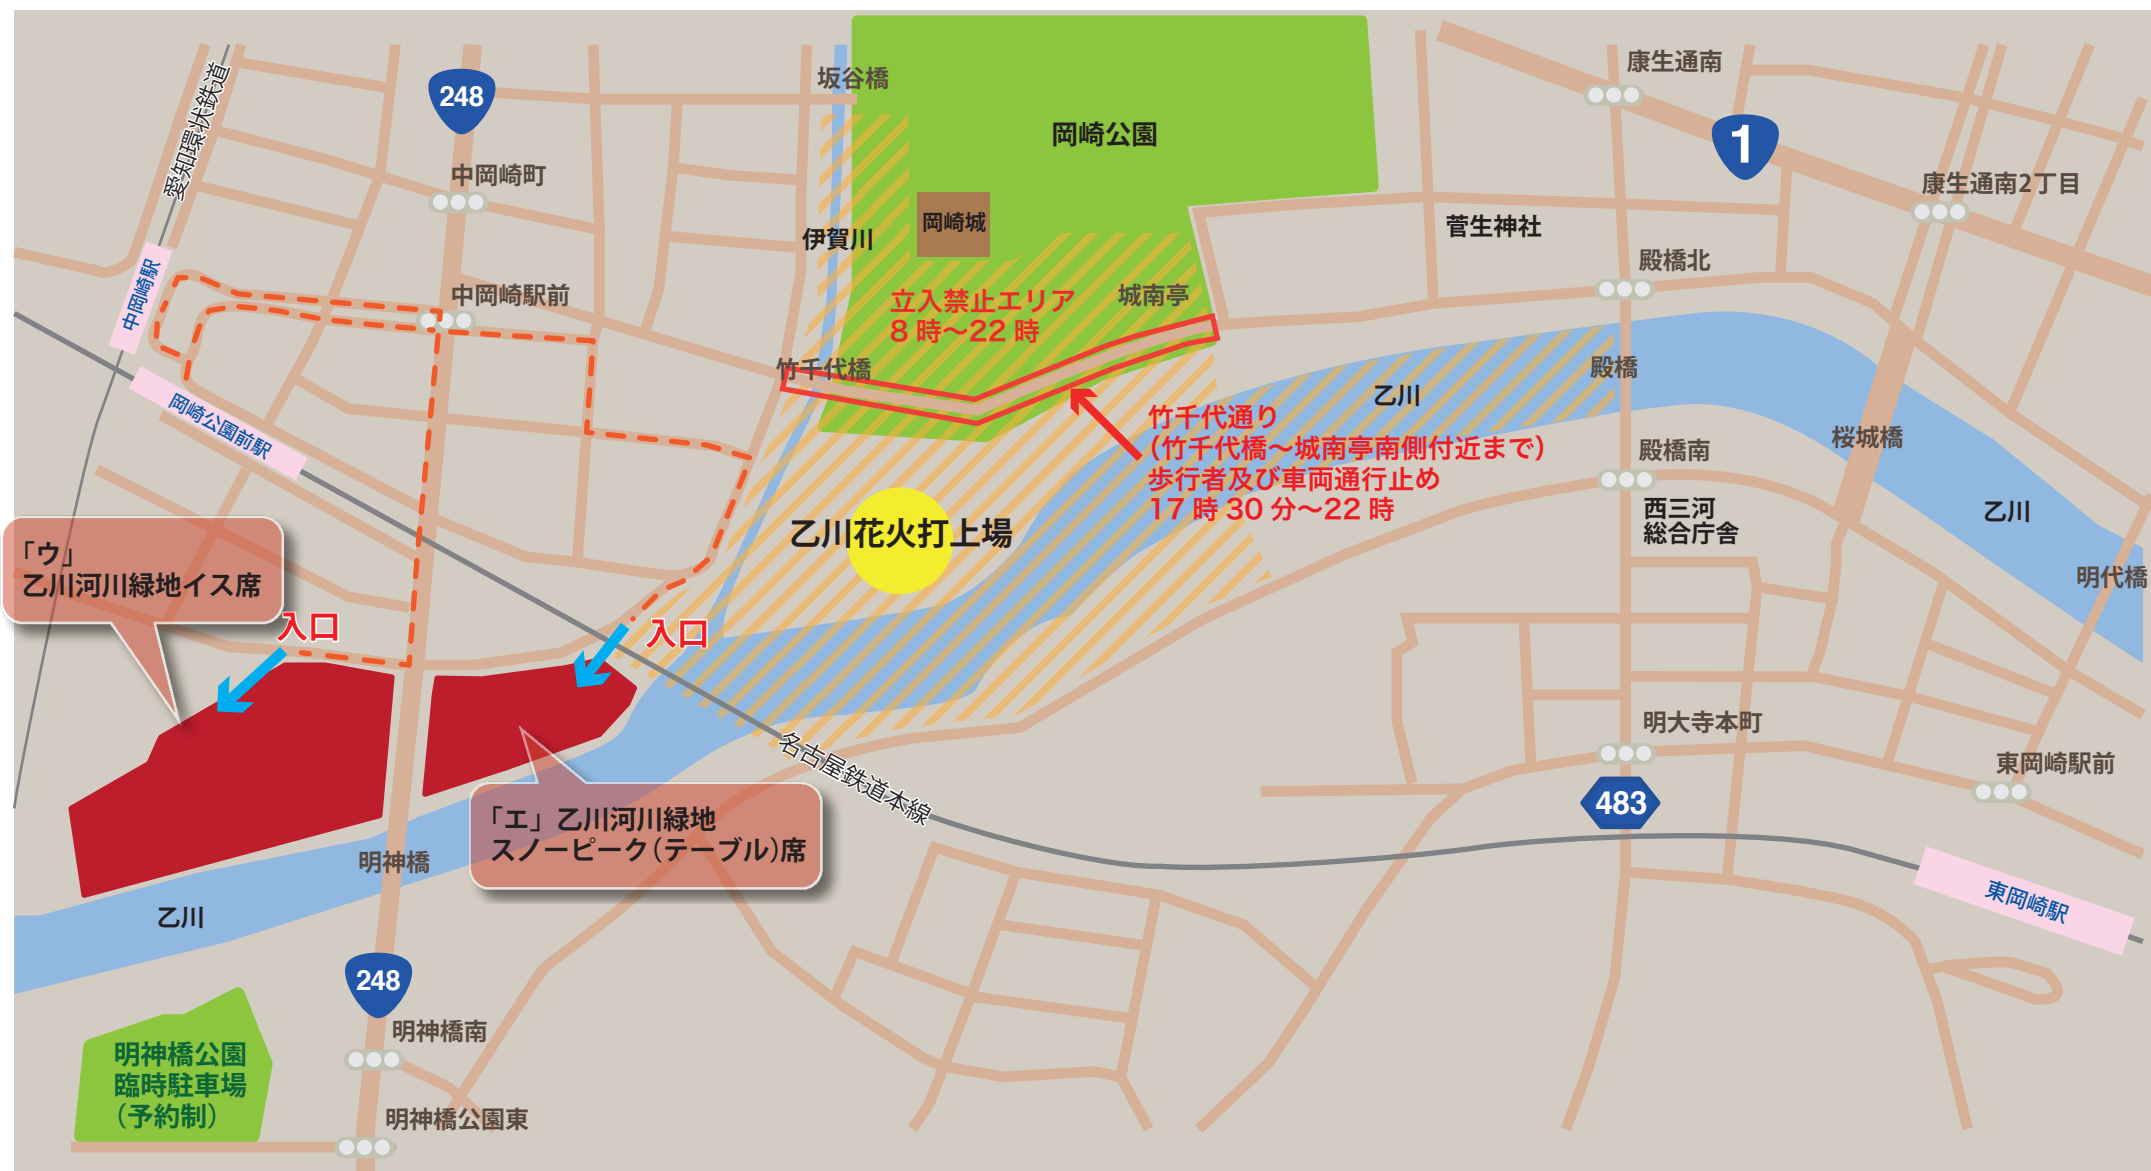 康生通南
坂谷橋
愛知環状鉄道
248
岡崎公園
1
中岡崎町
康生通南2丁目
岡崎城
菅生神社
伊賀川
殿橋北
中岡崎駅
中岡崎駅前
立入禁止エリア
8時～22時
城南亭
竹千代橋
殿橋
乙川
岡崎公園前駅
竹千代通り
(竹千代橋～城南亭南側付近まで)
歩行者及び車両通行止め
17時30分～22時
桜城橋
殿橋南
西三河
総合庁舎
乙川
乙川花火打上場
「ウ」
乙川河川緑地イス席
明代橋
入口
入口
明大寺本町
名古屋鉄道本線
東岡崎駅前
483
「エ」乙川河川緑地
スノーピーク(テーブル)席
明神橋
東岡崎駅
乙川
248
明神橋南
明神橋公園
臨時駐車場
(予約制)
明神橋公園東